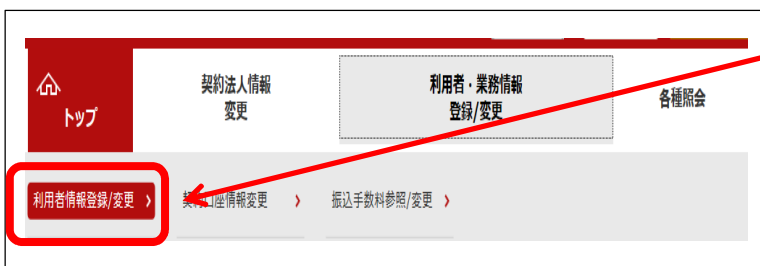 トップ
契約法人情報
変更
利用者・業務情報
登録/変更
各種照会
利用者情報登録/変更 ›
契約口座情報変更 ›
振込手数料参照/変更 ›